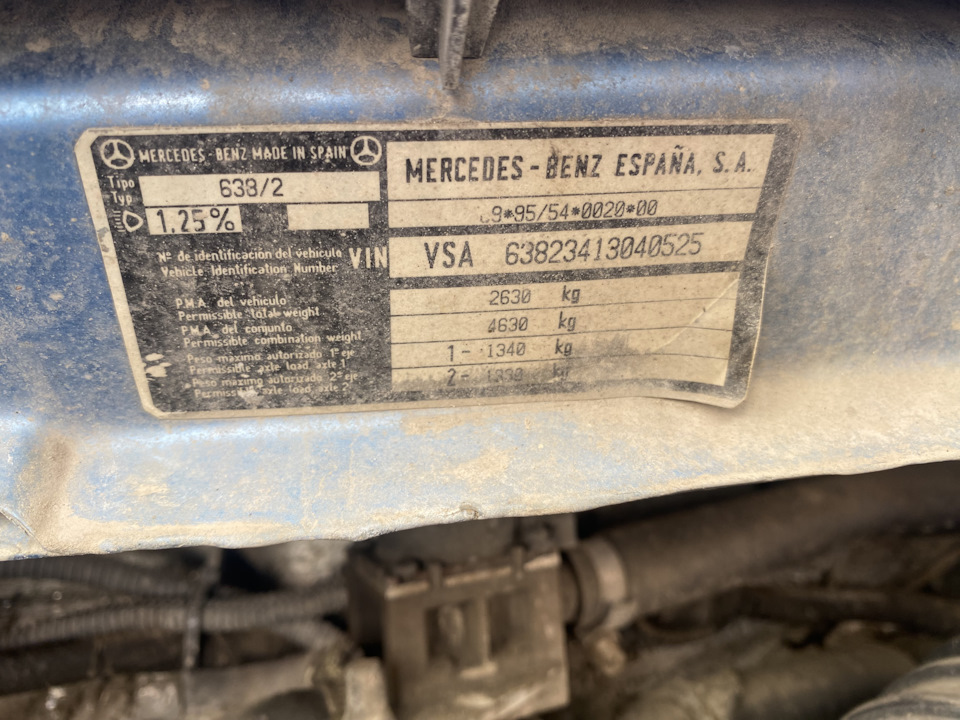 MERCEDES - BENZ MADE IN SPAIN
Tipo
Typ
638/2
1,25%
MERCEDES - BENZ ESPAÑA, S.A.
9*95/54*0020*00
Nº de identificación del vehículo
Vehicle Identification Number
VIN
VSA 63823413040525
P.M.A. del vehículo
Permissible total weight
2630 kg
P.M.A. del conjunto
Permissible combination weight
4630 kg
Peso máximo autorizado 1º eje
Permissible axle load axle 1
1- 1340 kg
Peso máximo autorizado 2º eje
Permissible axle load axle 2
2- kg